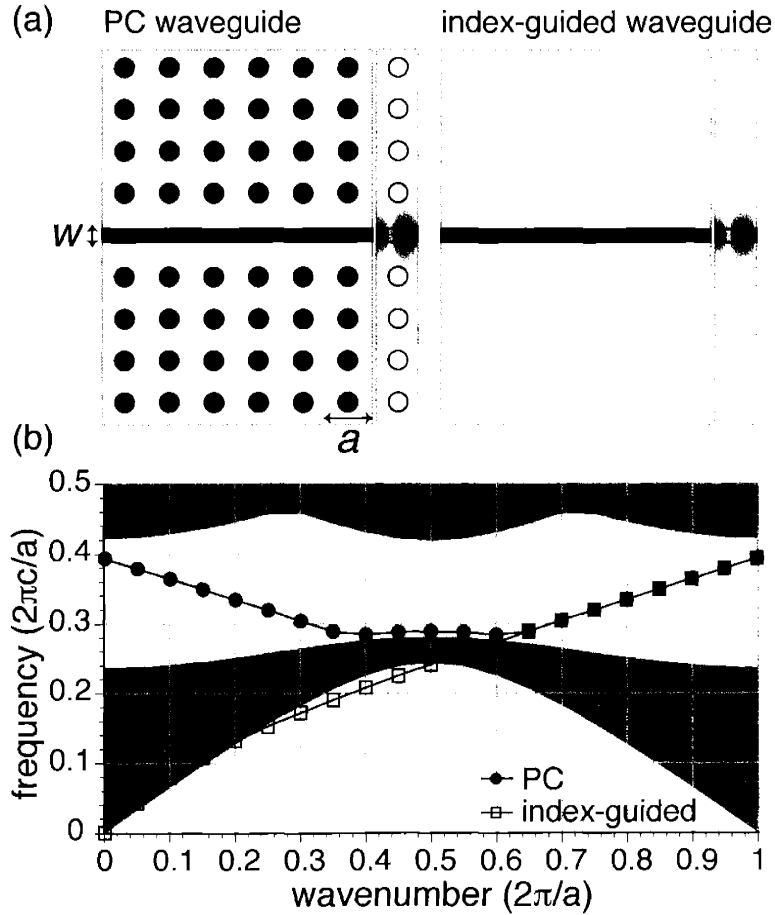 (a) PC waveguide index-guided waveguide
w
a
(b)
0.5
0.4
0.3
0.2
0.1
0
frequency (2πc/a)
PC
index-guided
0 0.1 0.2 0.3 0.4 0.5 0.6 0.7 0.8 0.9 1
wavenumber (2π/a)